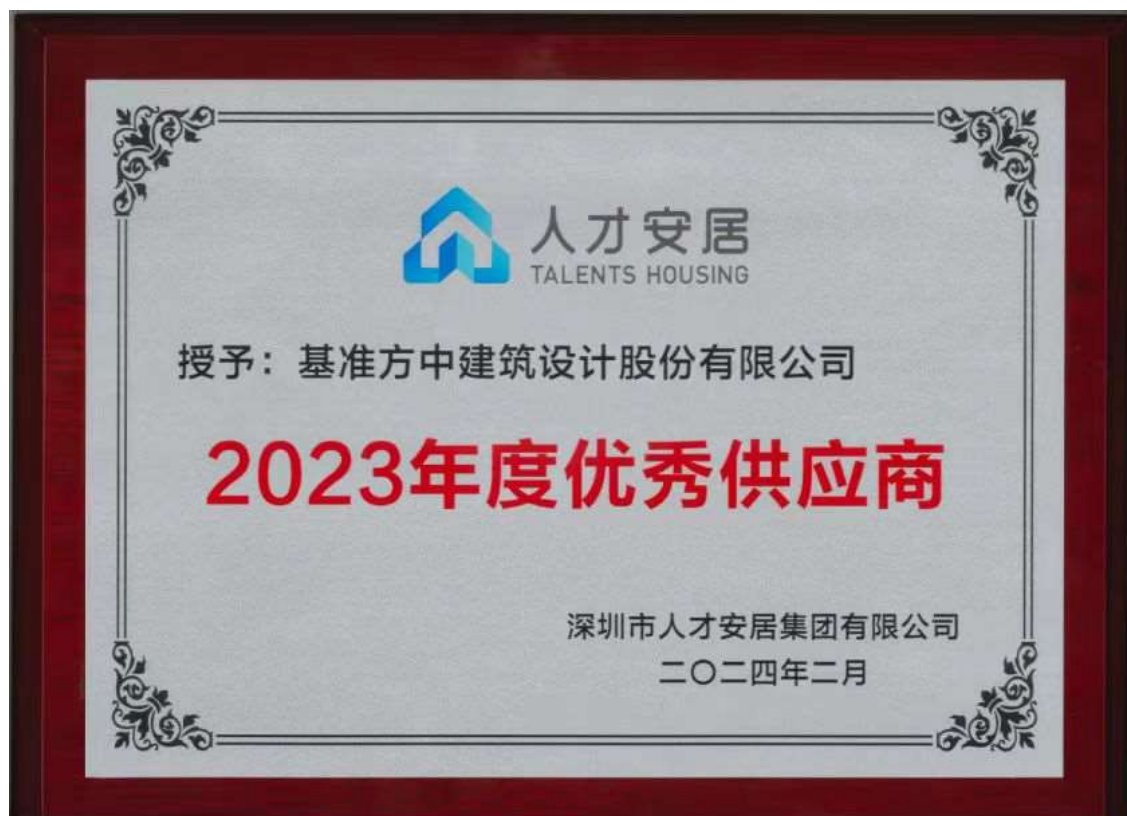 人才安居
TALENTS HOUSING
授予：基准方中建筑设计股份有限公司
2023年度优秀供应商
深圳市人才安居集团有限公司
二〇二四年二月